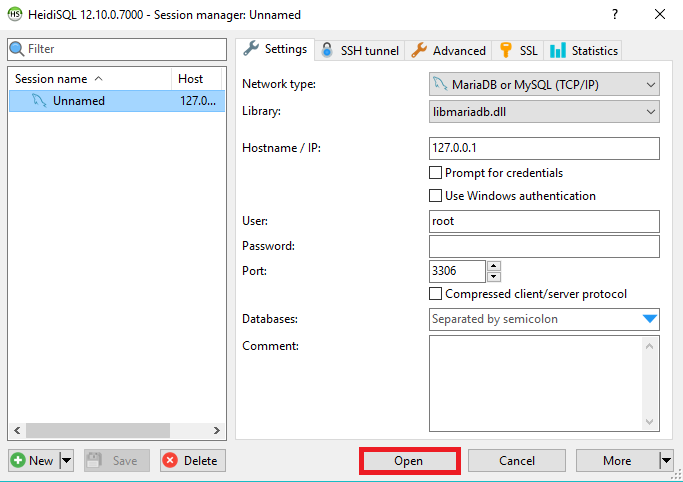 HS HeidiSQL 12.10.0.7000 - Session manager: Unnamed ?
Filter
Session name Host
Unnamed 127.0...
Settings SSH tunnel Advanced SSL Statistics
Network type: MariaDB or MySQL (TCP/IP)
Library: libmariadb.dll
Hostname / IP: 127.0.0.1
Prompt for credentials
Use Windows authentication
User: root
Password:
Port: 3306
Compressed client/server protocol
Databases: Separated by semicolon
Comment:
New Save Delete Open Cancel More